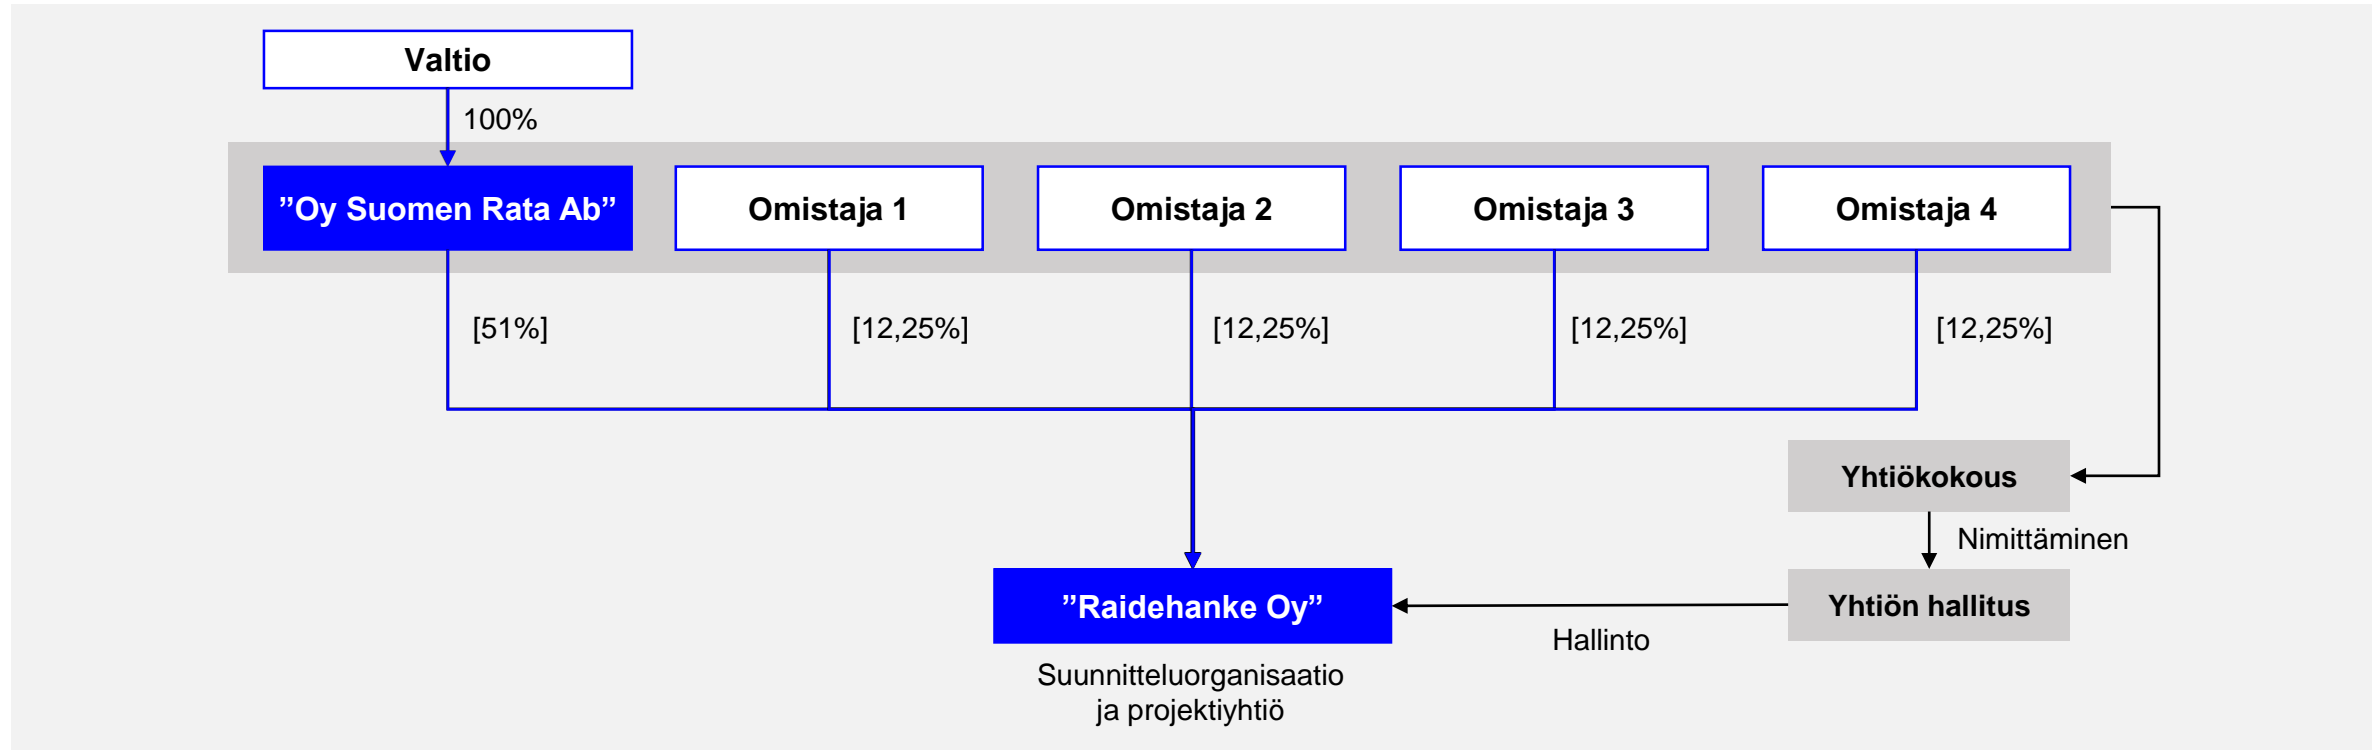 Valtio
100%
”Oy Suomen Rata Ab”
Omistaja 1
Omistaja 2
Omistaja 3
Omistaja 4
[51%]
[12,25%]
[12,25%]
[12,25%]
[12,25%]
Yhtiökokous
Nimittäminen
”Raidehanke Oy”
Yhtiön hallitus
Hallinto
Suunnitteluorganisaatio
ja projektiyhtiö